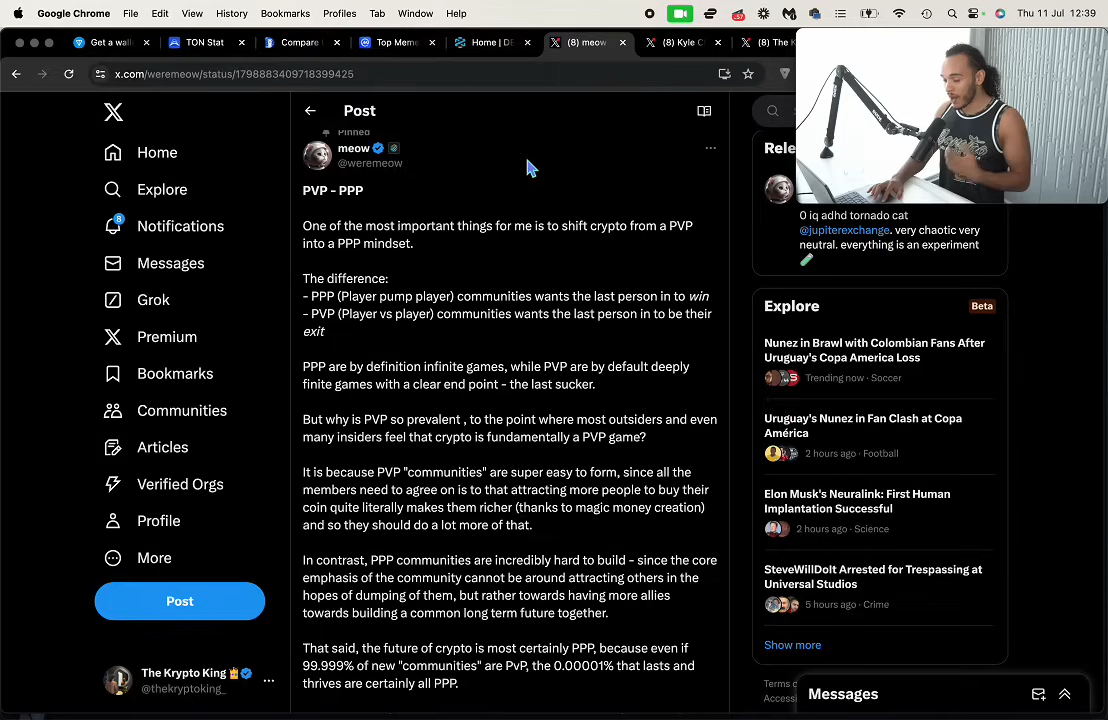 Google Chrome File Edit View History Bookmarks Profiles Tab Window Help Thu 11 Jul 12:39
Get a wall TON Stat Compare Top Mem Home | DE (8) meow (8) Kyle C (8) The K
x.com/weremeow/status/1798883409718399425
Post
Pinned
meow
@weremeow
PVP - PPP
One of the most important things for me is to shift crypto from a PVP
into a PPP mindset.
The difference:
- PPP (Player pump player) communities wants the last person in to win
- PVP (Player vs player) communities wants the last person in to be their
exit
PPP are by definition infinite games, while PVP are by default deeply
finite games with a clear end point - the last sucker.
But why is PVP so prevalent , to the point where most outsiders and even
many insiders feel that crypto is fundamentally a PVP game?
It is because PVP "communities" are super easy to form, since all the
members need to agree on is to that attracting more people to buy their
coin quite literally makes them richer (thanks to magic money creation)
and so they should do a lot more of that.
In contrast, PPP communities are incredibly hard to build - since the core
emphasis of the community cannot be around attracting others in the
hopes of dumping of them, but rather towards having more allies
towards building a common long term future together.
That said, the future of crypto is most certainly PPP, because even if
99.999% of new "communities" are PvP, the 0.00001% that lasts and
thrives are certainly all PPP.
Home
Explore
8
Notifications
Messages
Grok
Premium
Bookmarks
Communities
Articles
Verified Orgs
Profile
More
Post
The Krypto King
@thekryptoking_
Rele
0 iq adhd tornado cat
@jupiterexchange. very chaotic very
neutral. everything is an experiment
Explore Beta
Nunez in Brawl with Colombian Fans After
Uruguay's Copa America Loss
Trending now · Soccer
Uruguay's Nunez in Fan Clash at Copa
América
2 hours ago · Football
Elon Musk's Neuralink: First Human
Implantation Successful
2 hours ago · Science
SteveWillDoIt Arrested for Trespassing at
Universal Studios
5 hours ago · Crime
Show more
Terms
Accessi
Messages